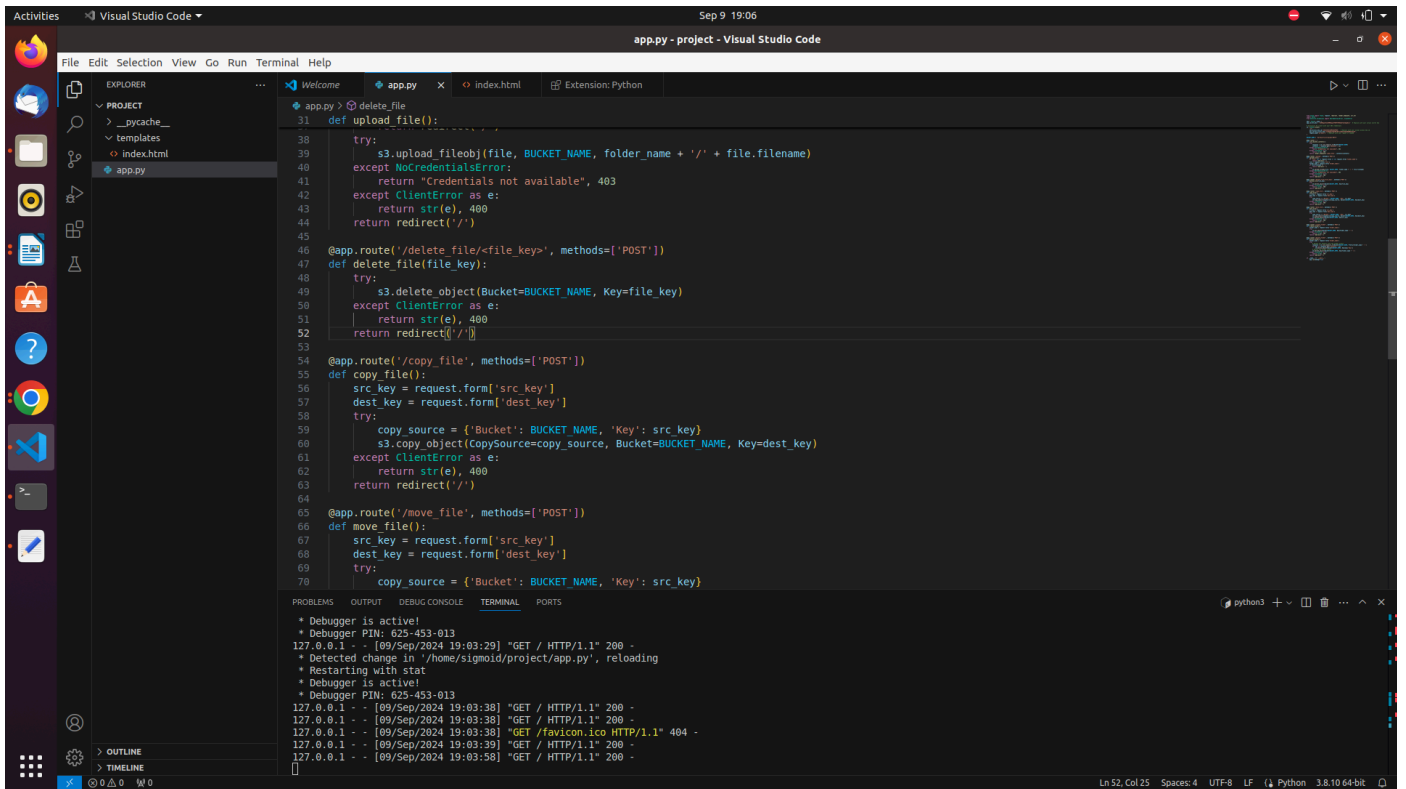 Activities
Visual Studio Code
Sep 9 19:06
app.py - project - Visual Studio Code
File Edit Selection View Go Run Terminal Help
EXPLORER
PROJECT
__pycache__
templates
index.html
app.py
OUTLINE
TIMELINE
Welcome
app.py
index.html
Extension: Python
app.py > delete_file
31 def upload_file():
38 try:
39 s3.upload_fileobj(file, BUCKET_NAME, folder_name + '/' + file.filename)
40 except NoCredentialsError:
41 return "Credentials not available", 403
42 except ClientError as e:
43 return str(e), 400
44 return redirect('/')
45
46 @app.route('/delete_file/<file_key>', methods=['POST'])
47 def delete_file(file_key):
48 try:
49 s3.delete_object(Bucket=BUCKET_NAME, Key=file_key)
50 except ClientError as e:
51 return str(e), 400
52 return redirect('/')
53
54 @app.route('/copy_file', methods=['POST'])
55 def copy_file():
56 src_key = request.form['src_key']
57 dest_key = request.form['dest_key']
58 try:
59 copy_source = {'Bucket': BUCKET_NAME, 'Key': src_key}
60 s3.copy_object(CopySource=copy_source, Bucket=BUCKET_NAME, Key=dest_key)
61 except ClientError as e:
62 return str(e), 400
63 return redirect('/')
64
65 @app.route('/move_file', methods=['POST'])
66 def move_file():
67 src_key = request.form['src_key']
68 dest_key = request.form['dest_key']
69 try:
70 copy_source = {'Bucket': BUCKET_NAME, 'Key': src_key}
PROBLEMS OUTPUT DEBUG CONSOLE TERMINAL PORTS
python3
* Debugger is active!
* Debugger PIN: 625-453-013
127.0.0.1 - - [09/Sep/2024 19:03:29] "GET / HTTP/1.1" 200 -
* Detected change in '/home/sigmoid/project/app.py', reloading
* Restarting with stat
* Debugger is active!
* Debugger PIN: 625-453-013
127.0.0.1 - - [09/Sep/2024 19:03:38] "GET / HTTP/1.1" 200 -
127.0.0.1 - - [09/Sep/2024 19:03:38] "GET / HTTP/1.1" 200 -
127.0.0.1 - - [09/Sep/2024 19:03:38] "GET /favicon.ico HTTP/1.1" 404 -
127.0.0.1 - - [09/Sep/2024 19:03:39] "GET / HTTP/1.1" 200 -
127.0.0.1 - - [09/Sep/2024 19:03:58] "GET / HTTP/1.1" 200 -
0 0 0
Ln 52, Col 25 Spaces: 4 UTF-8 LF Python 3.8.10 64-bit